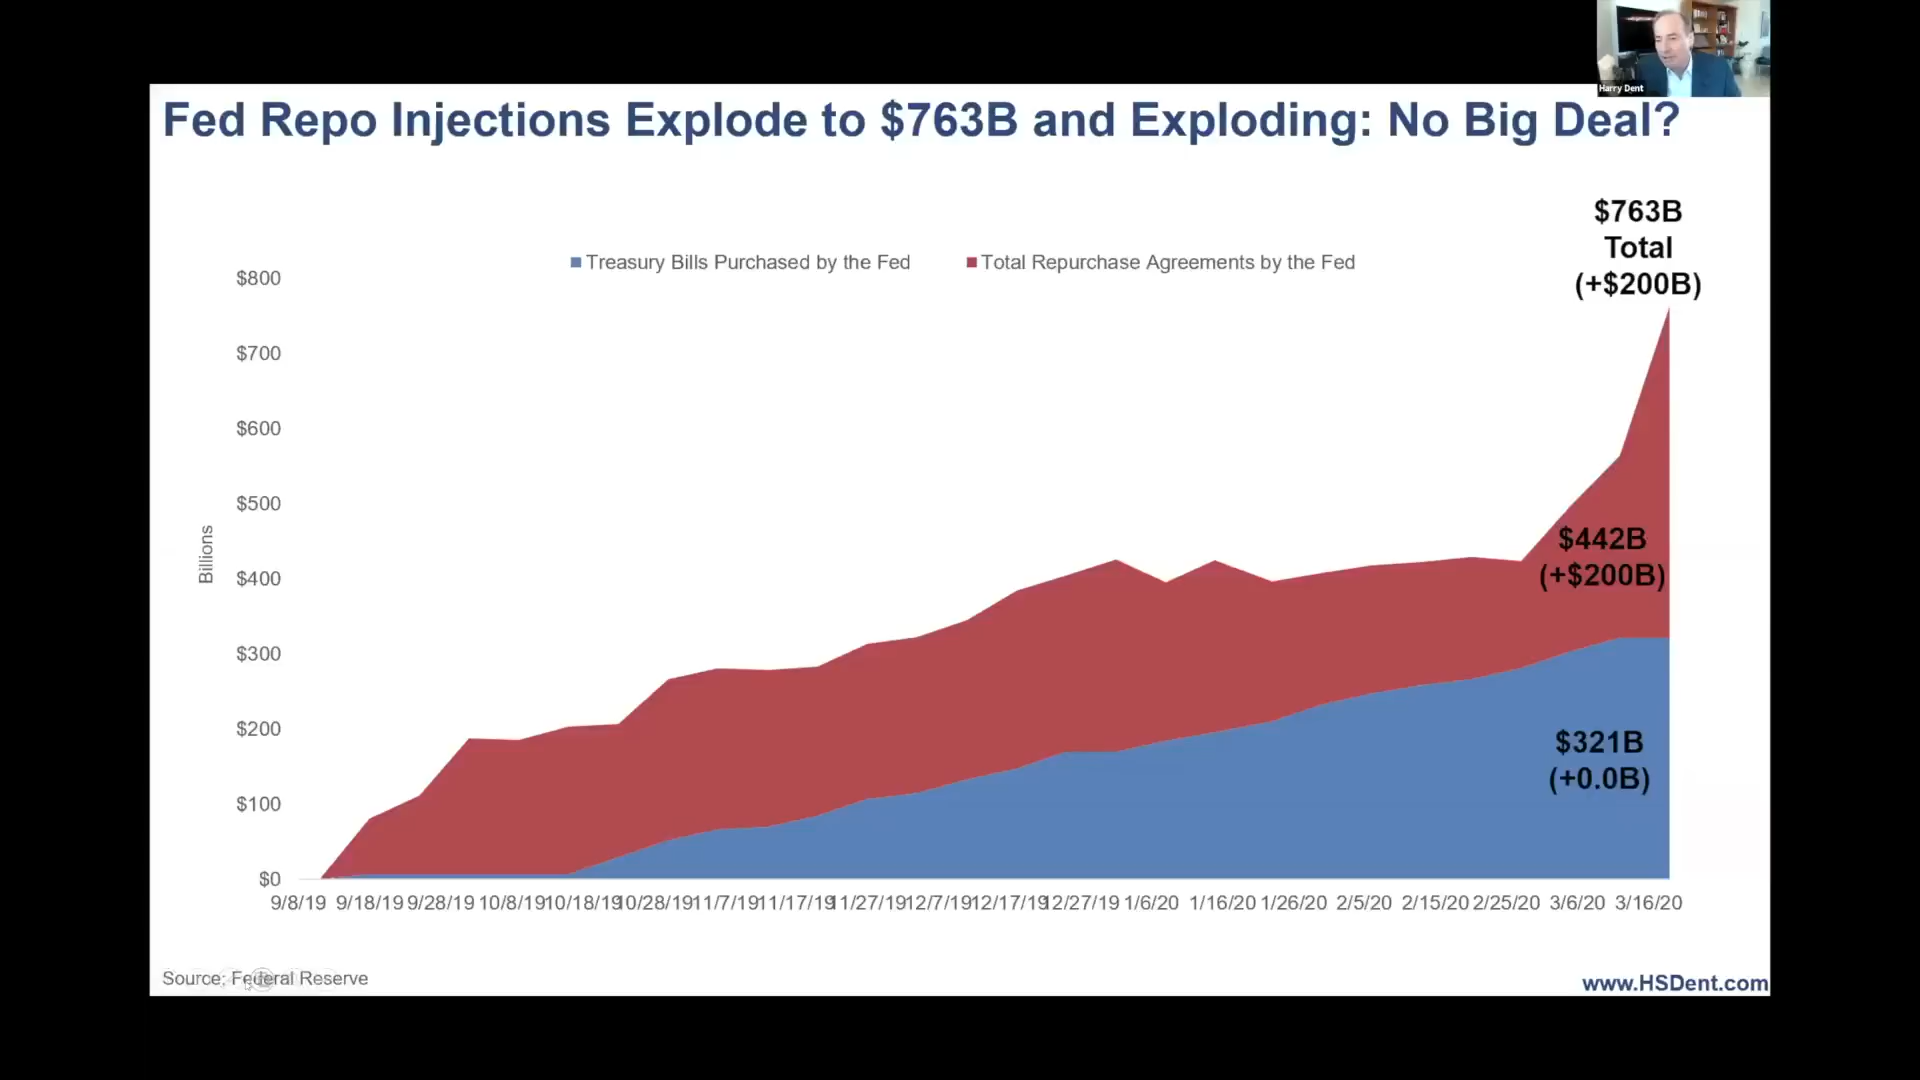 Harry Dent
Fed Repo Injections Explode to $763B and Exploding: No Big Deal?
$763B
Total
(+$200B)
Treasury Bills Purchased by the Fed
Total Repurchase Agreements by the Fed
$800
$700
$600
$500
$400
$300
$200
$100
$0
Billions
$442B
(+$200B)
$321B
(+0.0B)
9/8/19 9/18/19 9/28/19 10/8/19 10/18/19 10/28/19 11/7/19 11/17/19 11/27/19 12/7/19 12/17/19 12/27/19 1/6/20 1/16/20 1/26/20 2/5/20 2/15/20 2/25/20 3/6/20 3/16/20
Source: Federal Reserve
www.HSDent.com